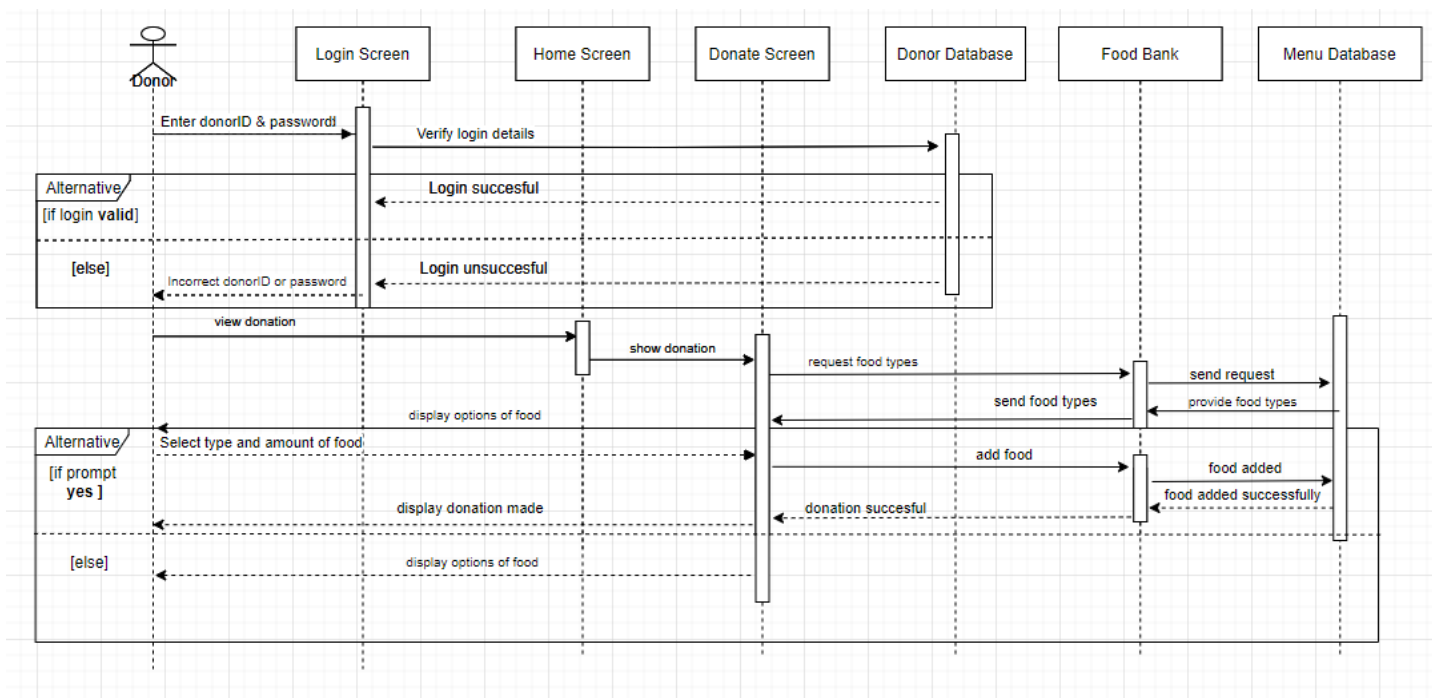 Donor
Login Screen
Home Screen
Donate Screen
Donor Database
Food Bank
Menu Database
Enter donorID & password
Verify login details
Alternative
[if login valid]
Login succesful
[else]
Login unsuccesful
Incorrect donorID or password
view donation
show donation
request food types
send request
send food types
provide food types
display options of food
Alternative
Select type and amount of food
[if prompt
yes ]
add food
food added
food added successfully
display donation made
donation succesful
[else]
display options of food